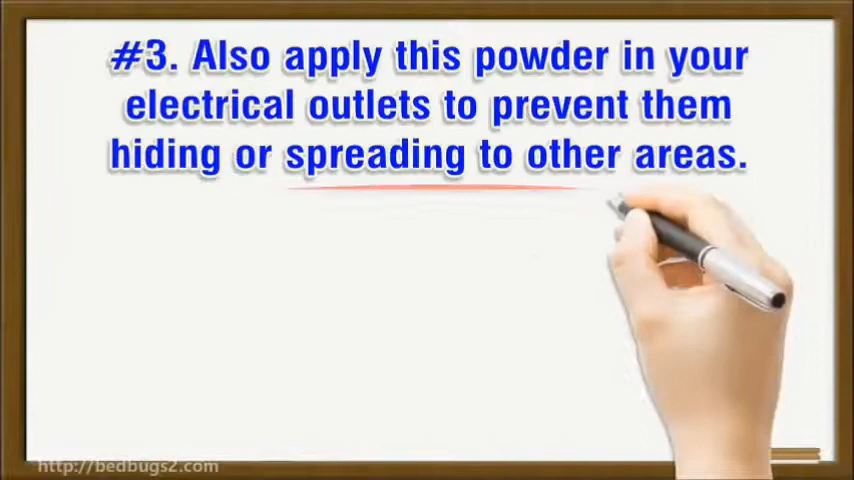 #3. Also apply this powder in your
electrical outlets to prevent them
hiding or spreading to other areas.
http://bedbugs2.com